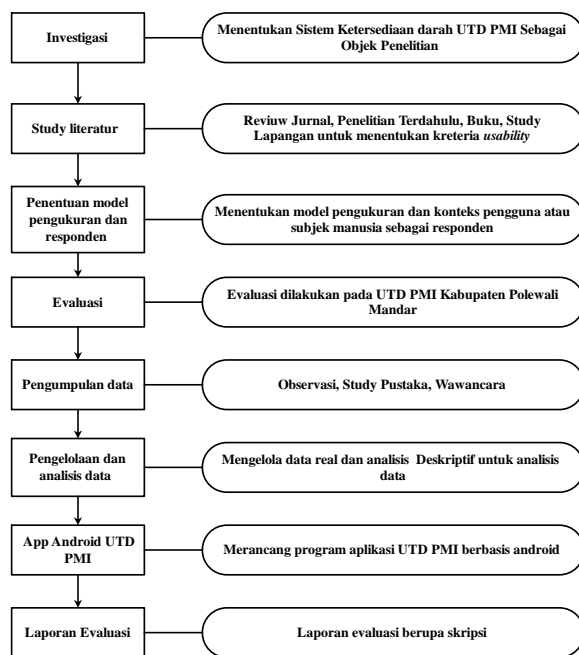 Investigasi
Menentukan Sistem Ketersediaan darah UTD PMI Sebagai
Objek Penelitian
Study literatur
Reviuw Jurnal, Penelitian Terdahulu, Buku, Study
Lapangan untuk menentukan kreteria usability
Penentuan model
pengukuran dan
responden
Menentukan model pengukuran dan konteks pengguna atau
subjek manusia sebagai responden
Evaluasi
Evaluasi dilakukan pada UTD PMI Kabupaten Polewali
Mandar
Pengumpulan data
Observasi, Study Pustaka, Wawancara
Pengelolaan dan
analisis data
Mengelola data real dan analisis Deskriptif untuk analisis
data
App Android UTD
PMI
Merancang program aplikasi UTD PMI berbasis android
Laporan Evaluasi
Laporan evaluasi berupa skripsi